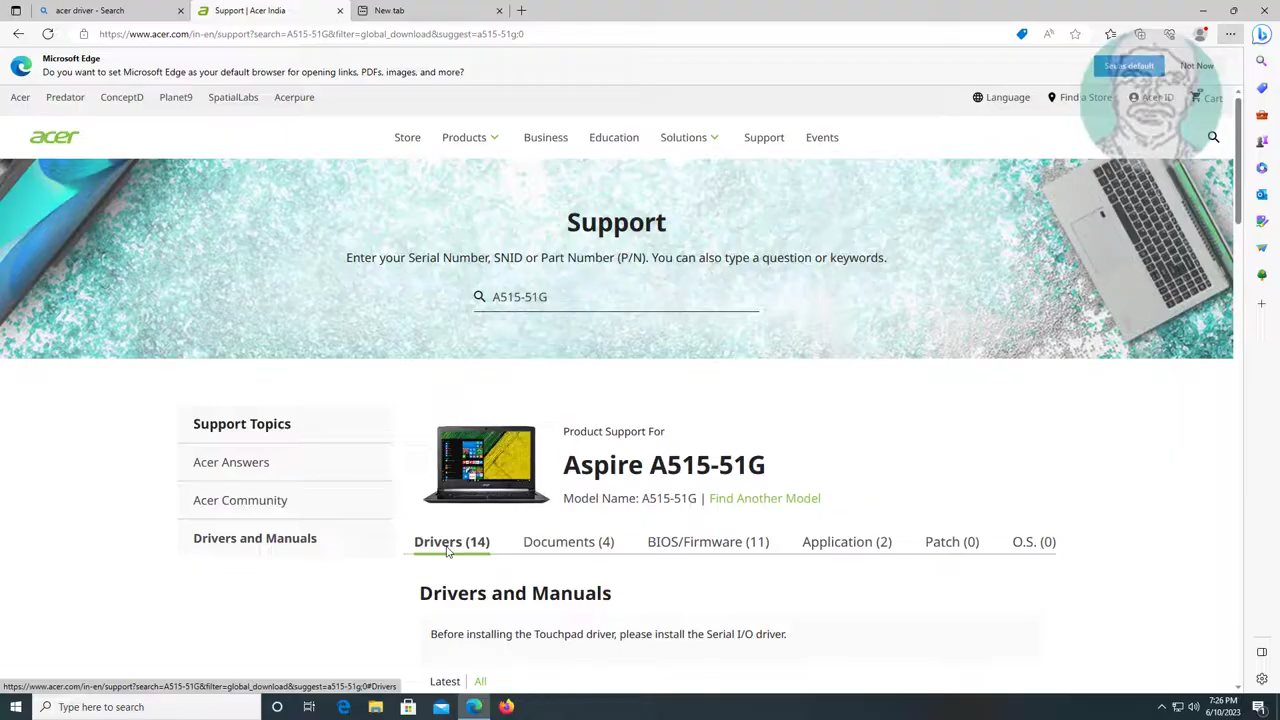 acer driver - Search
Support | Acer India
New tab
https://www.acer.com/in-en/support?search=A515-51G&filter=global_download&suggest=a515-51g;0
Microsoft Edge
Do you want to set Microsoft Edge as your default browser for opening links, PDFs, images, and more?
Set as default
Not Now
Acer Predator ConceptD Planet9 SpatialLabs Acerpure
Language Find a Store Acer ID Cart
acer
Store Products Business Education Solutions Support Events
Support
Enter your Serial Number, SNID or Part Number (P/N). You can also type a question or keywords.
A515-51G
Support Topics
Acer Answers
Acer Community
Drivers and Manuals
Product Support For
Aspire A515-51G
Model Name: A515-51G | Find Another Model
Drivers (14) Documents (4) BIOS/Firmware (11) Application (2) Patch (0) O.S. (0)
Drivers and Manuals
Before installing the Touchpad driver, please install the Serial I/O driver.
Latest | All
https://www.acer.com/in-en/support?search=A515-51G&filter=global_download&suggest=a515-51g;0#Drivers
Type here to search
7:26 PM
6/10/2023